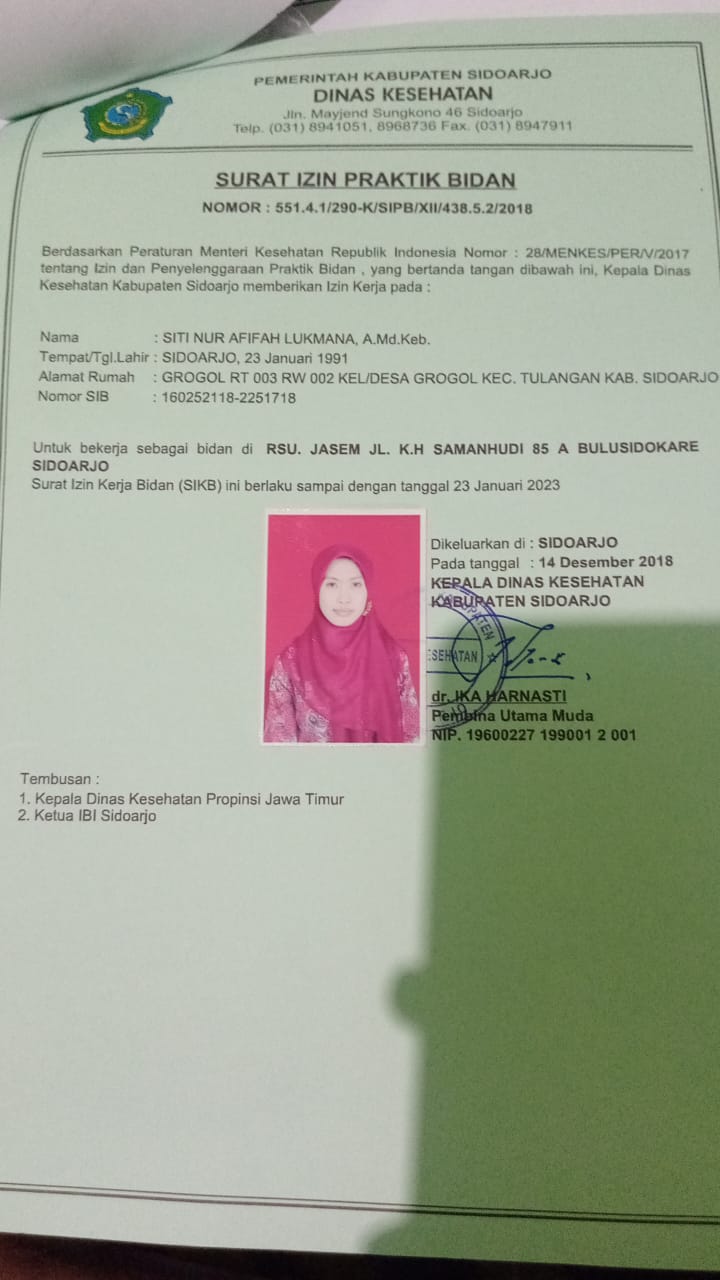 PEMERINTAH KABUPATEN SIDOARJO
DINAS KESEHATAN
Jln. Mayjend Sungkono 46 Sidoarjo
Telp. (031) 8941051, 8968736 Fax. (031) 8947911
SURAT IZIN PRAKTIK BIDAN
NOMOR : 551.4.1/290-K/SIPB/XII/438.5.2/2018
Berdasarkan Peraturan Menteri Kesehatan Republik Indonesia Nomor : 28/MENKES/PER/V/2017
tentang Izin dan Penyelenggaraan Praktik Bidan , yang bertanda tangan dibawah ini, Kepala Dinas
Kesehatan Kabupaten Sidoarjo memberikan Izin Kerja pada :
Nama : SITI NUR AFIFAH LUKMANA, A.Md.Keb.
Tempat/Tgl.Lahir : SIDOARJO, 23 Januari 1991
Alamat Rumah : GROGOL RT 003 RW 002 KEL/DESA GROGOL KEC. TULANGAN KAB. SIDOARJO
Nomor SIB : 160252118-2251718
Untuk bekerja sebagai bidan di RSU. JASEM JL. K.H SAMANHUDI 85 A BULUSIDOKARE
SIDOARJO
Surat Izin Kerja Bidan (SIKB) ini berlaku sampai dengan tanggal 23 Januari 2023
Dikeluarkan di : SIDOARJO
Pada tanggal : 14 Desember 2018
KEPALA DINAS KESEHATAN
KABUPATEN SIDOARJO
ESEHATAN
dr. IKA HARNASTI
Pembina Utama Muda
NIP. 19600227 199001 2 001
Tembusan :
1. Kepala Dinas Kesehatan Propinsi Jawa Timur
2. Ketua IBI Sidoarjo